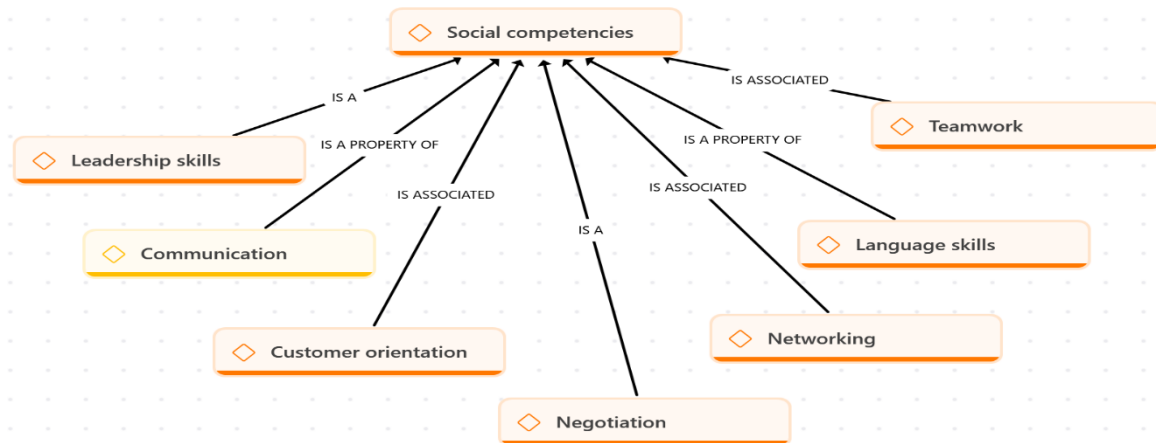 Social competencies
IS ASSOCIATED
IS A
Teamwork
IS A PROPERTY OF
IS A PROPERTY OF
Leadership skills
IS ASSOCIATED
IS ASSOCIATED
IS A
Language skills
Communication
Networking
Customer orientation
Negotiation